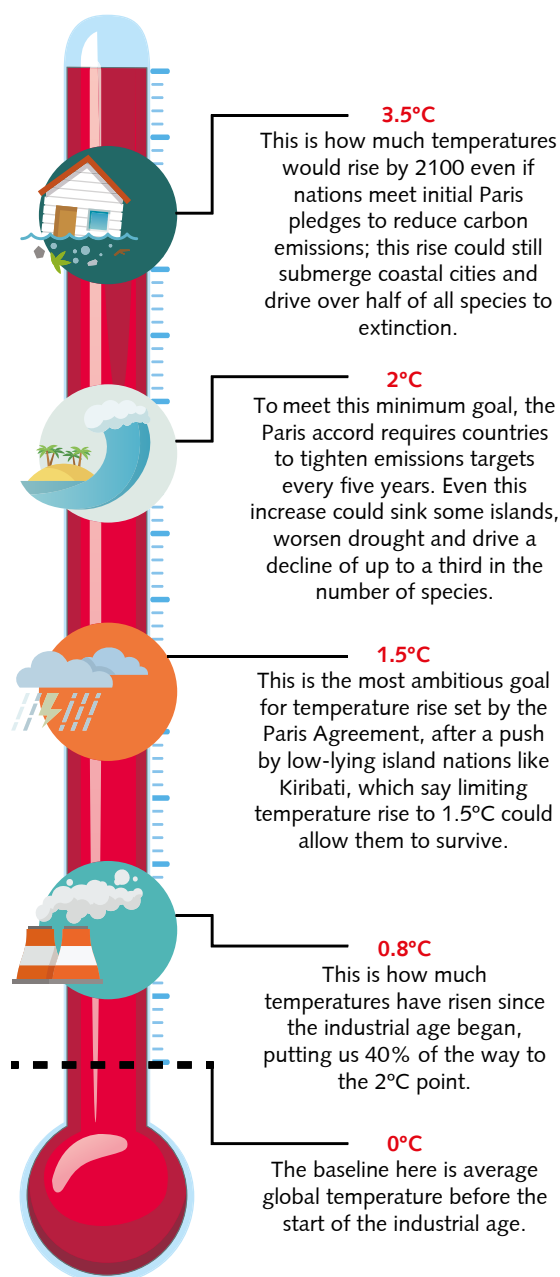 3.5°C
This is how much temperatures
would rise by 2100 even if
nations meet initial Paris
pledges to reduce carbon
emissions; this rise could still
submerge coastal cities and
drive over half of all species to
extinction.
2°C
To meet this minimum goal, the
Paris accord requires countries
to tighten emissions targets
every five years. Even this
increase could sink some islands,
worsen drought and drive a
decline of up to a third in the
number of species.
1.5°C
This is the most ambitious goal
for temperature rise set by the
Paris Agreement, after a push
by low-lying island nations like
Kiribati, which say limiting
temperature rise to 1.5°C could
allow them to survive.
0.8°C
This is how much
temperatures have risen since
the industrial age began,
putting us 40% of the way to
the 2°C point.
0°C
The baseline here is average
global temperature before the
start of the industrial age.